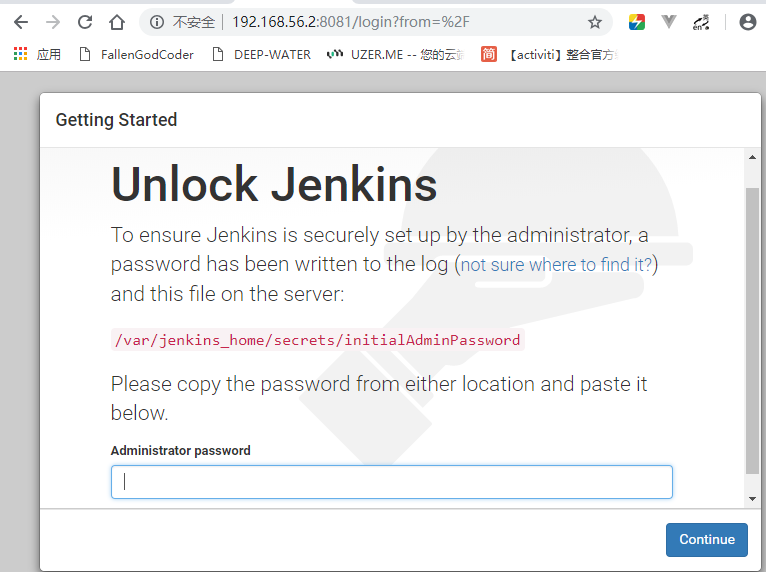 不安全 192.168.56.2:8081/login?from=%2F
en
应用 FallenGodCoder DEEP-WATER UZER.ME -- 您的云 简 【activiti】整合官方
Getting Started
Unlock Jenkins
To ensure Jenkins is securely set up by the administrator, a
password has been written to the log (not sure where to find it?)
and this file on the server:
/var/jenkins_home/secrets/initialAdminPassword
Please copy the password from either location and paste it
below.
Administrator password
Continue